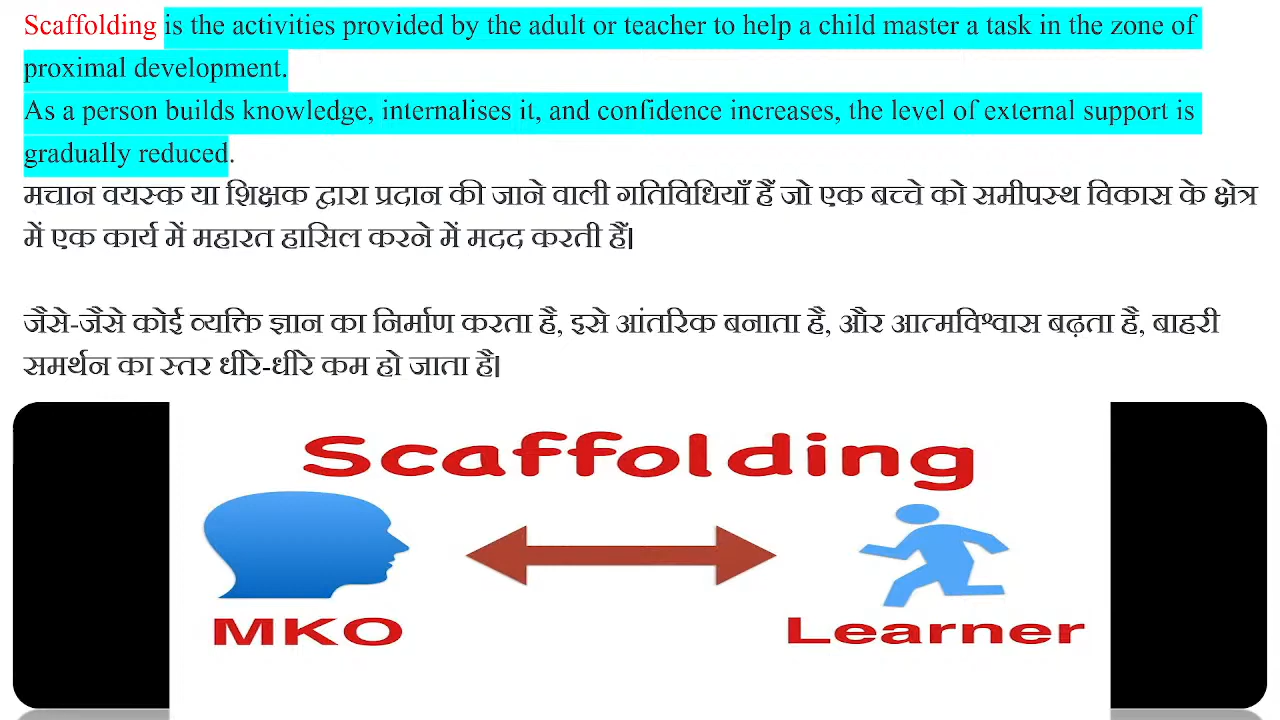 Scaffolding is the activities provided by the adult or teacher to help a child master a task in the zone of
proximal development.
As a person builds knowledge, internalises it, and confidence increases, the level of external support is
gradually reduced.
मचान वयस्क या शिक्षक द्वारा प्रदान की जाने वाली गतिविधियाँ हैं जो एक बच्चे को समीपस्थ विकास के क्षेत्र
में एक कार्य में महारत हासिल करने में मदद करती हैं।
जैसे-जैसे कोई व्यक्ति ज्ञान का निर्माण करता है, इसे आंतरिक बनाता है, और आत्मविश्वास बढ़ता है, बाहरी
समर्थन का स्तर धीरे-धीरे कम हो जाता है।
Scaffolding
MKO
Learner